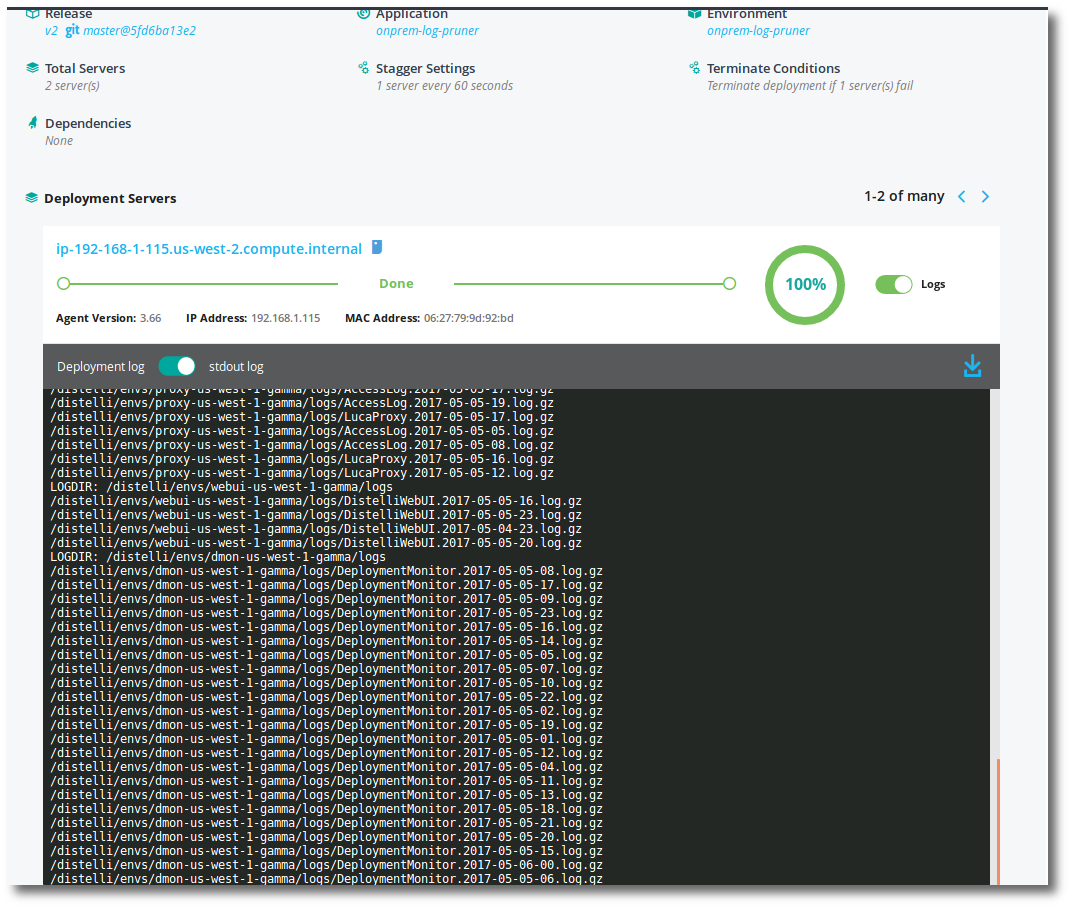 Release
v2 git master@5fd6ba13e2
Application
onprem-log-pruner
Environment
onprem-log-pruner
Total Servers
2 server(s)
Stagger Settings
1 server every 60 seconds
Terminate Conditions
Terminate deployment if 1 server(s) fail
Dependencies
None
Deployment Servers
1-2 of many
ip-192-168-1-115.us-west-2.compute.internal
Done
100%
Logs
Agent Version: 3.66 IP Address: 192.168.1.115 MAC Address: 06:27:79:9d:92:bd
Deployment log stdout log
/distelli/envs/proxy-us-west-1-gamma/logs/AccessLog.2017-05-05-17.log.gz
/distelli/envs/proxy-us-west-1-gamma/logs/AccessLog.2017-05-05-19.log.gz
/distelli/envs/proxy-us-west-1-gamma/logs/LucaProxy.2017-05-05-17.log.gz
/distelli/envs/proxy-us-west-1-gamma/logs/AccessLog.2017-05-05-05.log.gz
/distelli/envs/proxy-us-west-1-gamma/logs/AccessLog.2017-05-05-08.log.gz
/distelli/envs/proxy-us-west-1-gamma/logs/LucaProxy.2017-05-05-16.log.gz
/distelli/envs/proxy-us-west-1-gamma/logs/LucaProxy.2017-05-05-12.log.gz
LOGDIR: /distelli/envs/webui-us-west-1-gamma/logs
/distelli/envs/webui-us-west-1-gamma/logs/DistelliWebUI.2017-05-05-16.log.gz
/distelli/envs/webui-us-west-1-gamma/logs/DistelliWebUI.2017-05-05-23.log.gz
/distelli/envs/webui-us-west-1-gamma/logs/DistelliWebUI.2017-05-04-23.log.gz
/distelli/envs/webui-us-west-1-gamma/logs/DistelliWebUI.2017-05-05-20.log.gz
LOGDIR: /distelli/envs/dmon-us-west-1-gamma/logs
/distelli/envs/dmon-us-west-1-gamma/logs/DeploymentMonitor.2017-05-05-08.log.gz
/distelli/envs/dmon-us-west-1-gamma/logs/DeploymentMonitor.2017-05-05-17.log.gz
/distelli/envs/dmon-us-west-1-gamma/logs/DeploymentMonitor.2017-05-05-09.log.gz
/distelli/envs/dmon-us-west-1-gamma/logs/DeploymentMonitor.2017-05-05-23.log.gz
/distelli/envs/dmon-us-west-1-gamma/logs/DeploymentMonitor.2017-05-05-16.log.gz
/distelli/envs/dmon-us-west-1-gamma/logs/DeploymentMonitor.2017-05-05-14.log.gz
/distelli/envs/dmon-us-west-1-gamma/logs/DeploymentMonitor.2017-05-05-05.log.gz
/distelli/envs/dmon-us-west-1-gamma/logs/DeploymentMonitor.2017-05-05-07.log.gz
/distelli/envs/dmon-us-west-1-gamma/logs/DeploymentMonitor.2017-05-05-10.log.gz
/distelli/envs/dmon-us-west-1-gamma/logs/DeploymentMonitor.2017-05-05-22.log.gz
/distelli/envs/dmon-us-west-1-gamma/logs/DeploymentMonitor.2017-05-05-02.log.gz
/distelli/envs/dmon-us-west-1-gamma/logs/DeploymentMonitor.2017-05-05-19.log.gz
/distelli/envs/dmon-us-west-1-gamma/logs/DeploymentMonitor.2017-05-05-01.log.gz
/distelli/envs/dmon-us-west-1-gamma/logs/DeploymentMonitor.2017-05-05-12.log.gz
/distelli/envs/dmon-us-west-1-gamma/logs/DeploymentMonitor.2017-05-05-04.log.gz
/distelli/envs/dmon-us-west-1-gamma/logs/DeploymentMonitor.2017-05-05-11.log.gz
/distelli/envs/dmon-us-west-1-gamma/logs/DeploymentMonitor.2017-05-05-13.log.gz
/distelli/envs/dmon-us-west-1-gamma/logs/DeploymentMonitor.2017-05-05-18.log.gz
/distelli/envs/dmon-us-west-1-gamma/logs/DeploymentMonitor.2017-05-05-21.log.gz
/distelli/envs/dmon-us-west-1-gamma/logs/DeploymentMonitor.2017-05-05-20.log.gz
/distelli/envs/dmon-us-west-1-gamma/logs/DeploymentMonitor.2017-05-05-15.log.gz
/distelli/envs/dmon-us-west-1-gamma/logs/DeploymentMonitor.2017-05-06-00.log.gz
/distelli/envs/dmon-us-west-1-gamma/logs/DeploymentMonitor.2017-05-05-06.log.gz